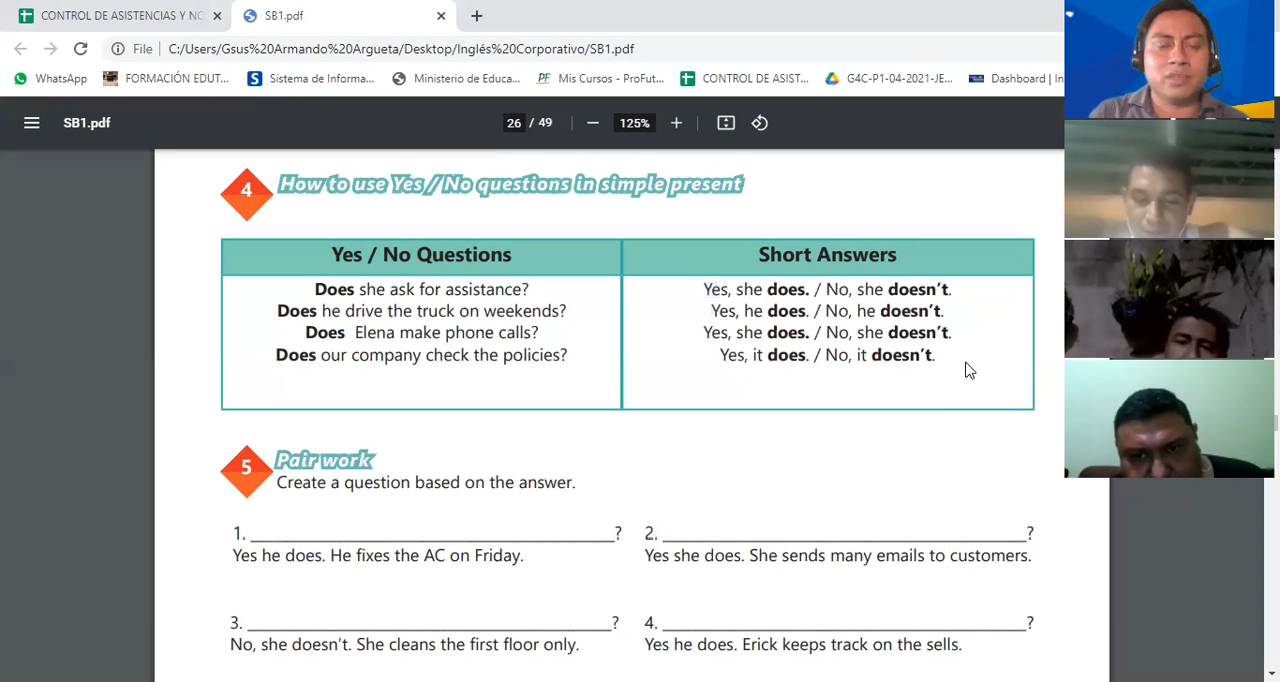 CONTROL DE ASISTENCIAS Y NO
SB1.pdf
File
C:/Users/Gsus%20Armando%20Argueta/Desktop/Inglés%20Corporativo/SB1.pdf
WhatsApp
FORMACIÓN EDUT...
Sistema de Informa...
Ministerio de Educa...
PF Mis Cursos - ProFut...
CONTROL DE ASIST...
G4C-P1-04-2021-JE...
Dashboard | In
SB1.pdf
26 / 49
125%
4 How to use Yes / No questions in simple present
Yes / No Questions
Short Answers
Does she ask for assistance?
Yes, she does. / No, she doesn't.
Does he drive the truck on weekends?
Yes, he does. / No, he doesn't.
Does Elena make phone calls?
Yes, she does. / No, she doesn't.
Does our company check the policies?
Yes, it does. / No, it doesn't.
5 Pair work
Create a question based on the answer.
1. ______________________________________?
2. ______________________________________?
Yes he does. He fixes the AC on Friday.
Yes she does. She sends many emails to customers.
3. ______________________________________?
4. ______________________________________?
No, she doesn't. She cleans the first floor only.
Yes he does. Erick keeps track on the sells.